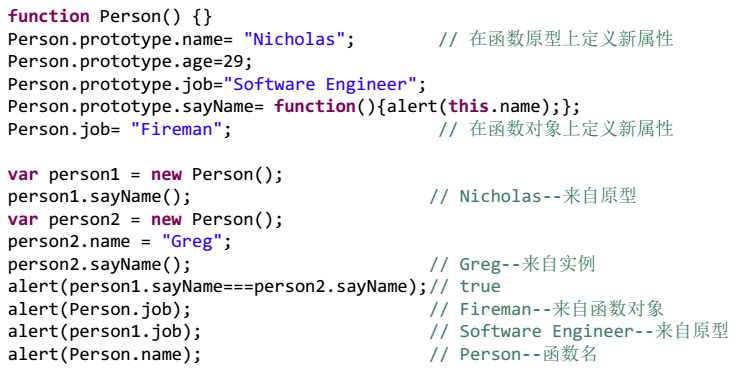 function Person() {}
Person.prototype.name= "Nicholas"; // 在函数原型上定义新属性
Person.prototype.age=29;
Person.prototype.job="Software Engineer";
Person.prototype.sayName= function(){alert(this.name);};
Person.job= "Fireman"; // 在函数对象上定义新属性

var person1 = new Person();
person1.sayName(); // Nicholas--来自原型
var person2 = new Person();
person2.name = "Greg";
person2.sayName(); // Greg--来自实例
alert(person1.sayName===person2.sayName);// true
alert(Person.job); // Fireman--来自函数对象
alert(person1.job); // Software Engineer--来自原型
alert(Person.name); // Person--函数名